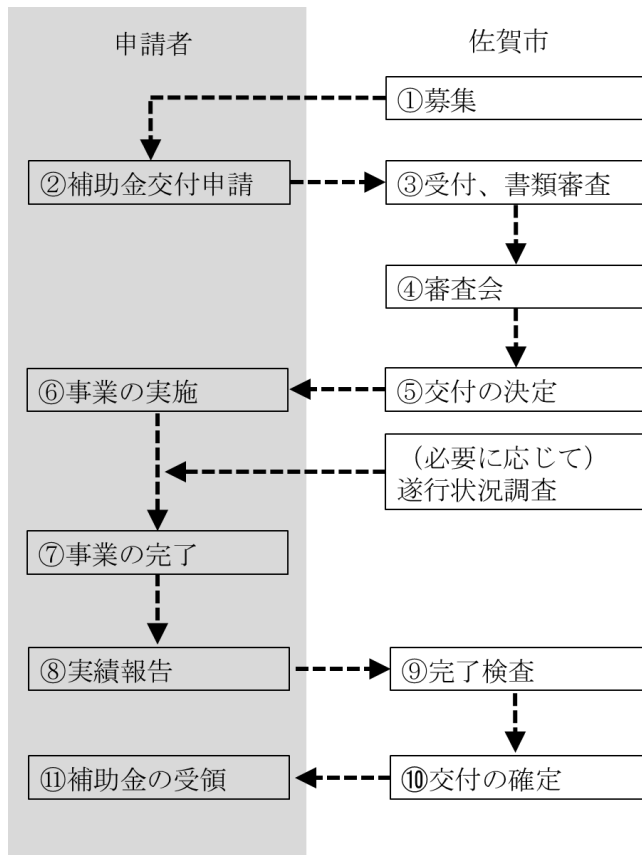 申請者
佐賀市
①募集
②補助金交付申請
③受付、書類審査
④審査会
⑤交付の決定
⑥事業の実施
(必要に応じて)
遂行状況調査
⑦事業の完了
⑧実績報告
⑨完了検査
⑩交付の確定
⑪補助金の受領